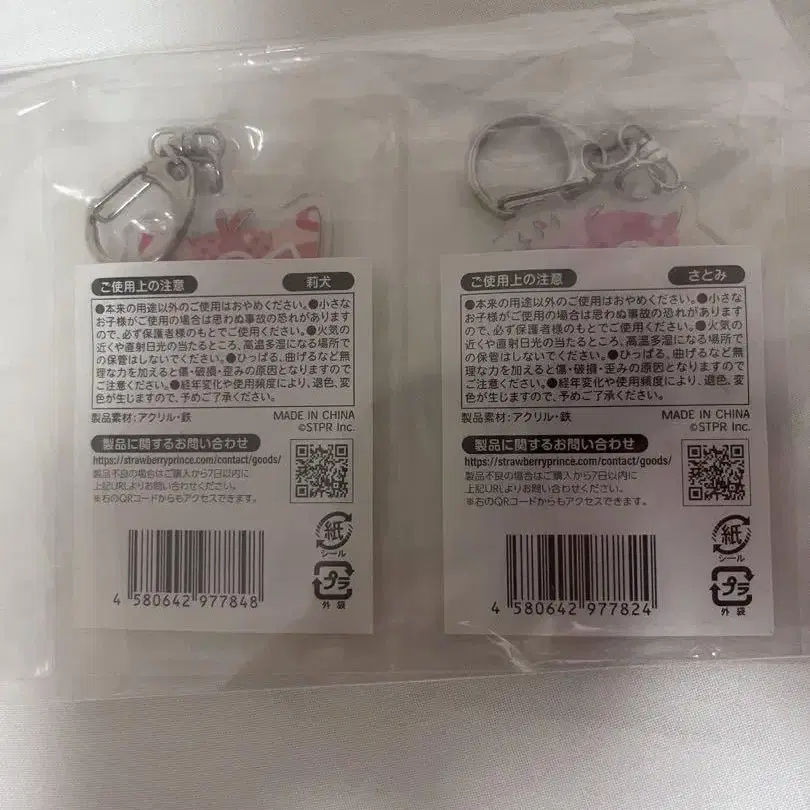 ご使用上の注意
莉犬
●本来の用途以外のご使用はおやめください。●小さな
お子様がご使用の場合は思わぬ事故の恐れがあります
ので、必ず保護者様のもとでご使用ください。●火気の
近くや直射日光の当たるところ、高温多湿になる場所で
の保管はしないでください。●ひっぱる、曲げるなど無
理な力を加えると傷・破損・歪みの原因となりますので
ご注意ください。●経年変化や使用頻度により、退色、変
色が生じますので、予めご了承ください。
製品素材:アクリル・鉄
MADE IN CHINA
©STPR Inc.
製品に関するお問い合わせ
https://strawberryprince.com/contact/goods/
製品不良の場合はご購入から7日以内に
上記URLよりお問い合わせください。
※右のQRコードからもアクセスできます。
紙
シール
プラ
外 袋
4 580642 977848
ご使用上の注意
さとみ
●本来の用途以外のご使用はおやめください。●小さな
お子様がご使用の場合は思わぬ事故の恐れがあります
ので、必ず保護者様のもとでご使用ください。●火気の
近くや直射日光の当たるところ、高温多湿になる場所で
の保管はしないでください。●ひっぱる、曲げるなど無
理な力を加えると傷・破損・歪みの原因となりますので
ご注意ください。●経年変化や使用頻度により、退色、変
色が生じますので、予めご了承ください。
製品素材:アクリル・鉄
MADE IN CHINA
©STPR Inc.
製品に関するお問い合わせ
https://strawberryprince.com/contact/goods/
製品不良の場合はご購入から7日以内に
上記URLよりお問い合わせください。
※右のQRコードからもアクセスできます。
紙
シール
プラ
外 袋
4 580642 977824